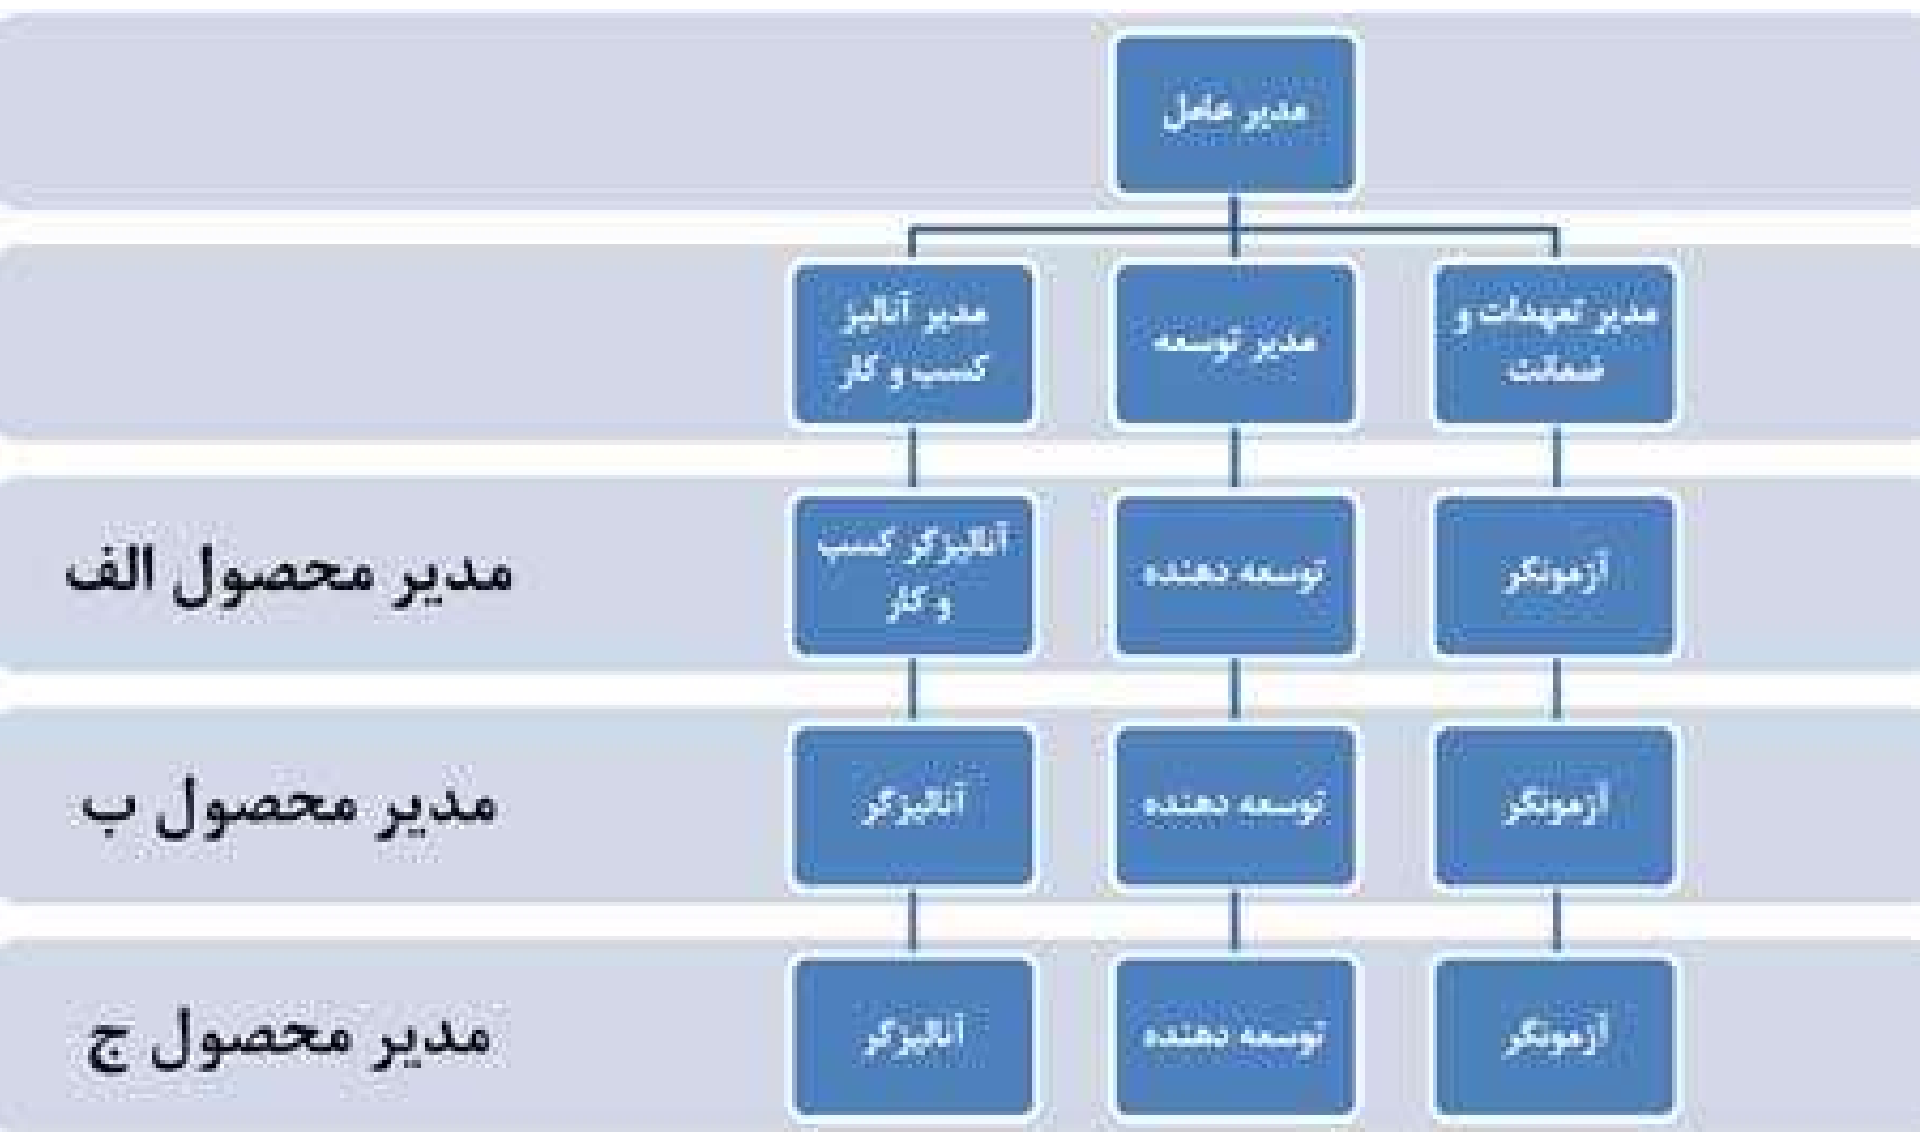 مدیر عامل
مدیر تعهدات و
ضمانت
مدیر توسعه
مدیر آنالیز
کسب و کار
آزمونگر
توسعه دهنده
آنالیزگر کسب
و کار
مدیر محصول الف
آزمونگر
توسعه دهنده
آنالیزگر
مدیر محصول ب
آزمونگر
توسعه دهنده
آنالیزگر
مدیر محصول ج